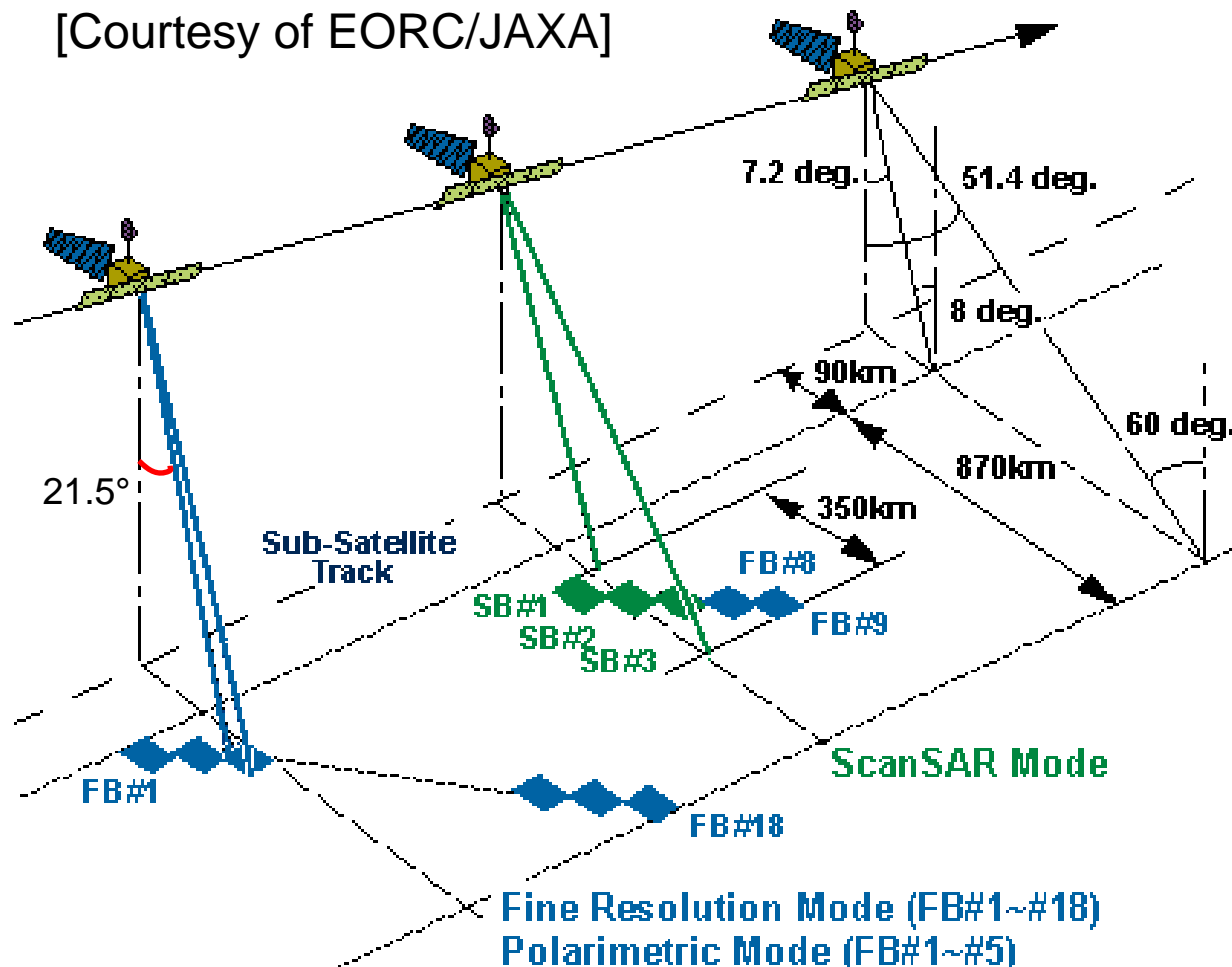 [Courtesy of EORC/JAXA]
7.2 deg.
51.4 deg.
8 deg.
90km
60 deg.
870km
21.5°
350km
Sub-Satellite
Track
FB#8
SB#1
FB#9
SB#2
SB#3
ScanSAR Mode
FB#1
FB#18
Fine Resolution Mode (FB#1~#18)
Polarimetric Mode (FB#1~#5)